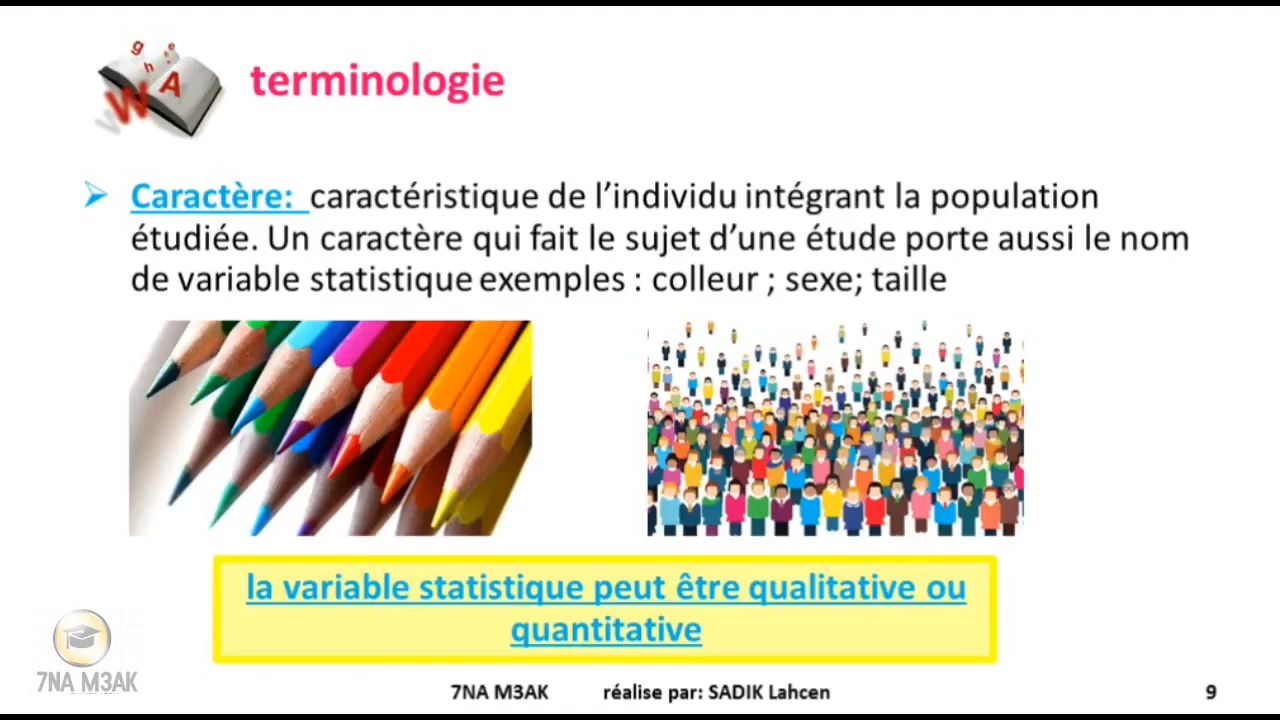 terminologie
Caractère: caractéristique de l’individu intégrant la population
étudiée. Un caractère qui fait le sujet d’une étude porte aussi le nom
de variable statistique exemples : colleur ; sexe; taille
la variable statistique peut être qualitative ou
quantitative
7NA M3AK
7NA M3AK réalise par: SADIK Lahcen 9